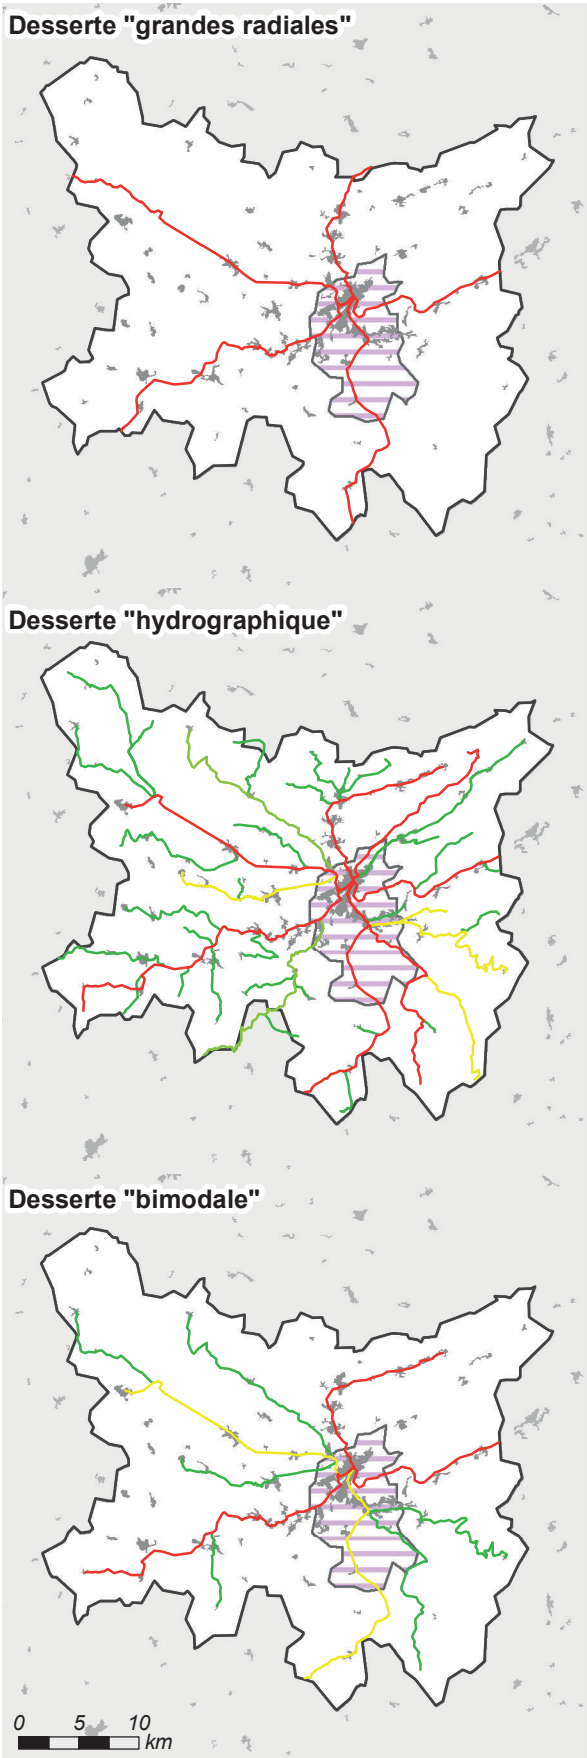 Desserte "grandes radiales"
Desserte "hydrographique"
Desserte "bimodale"
0 5 10
km